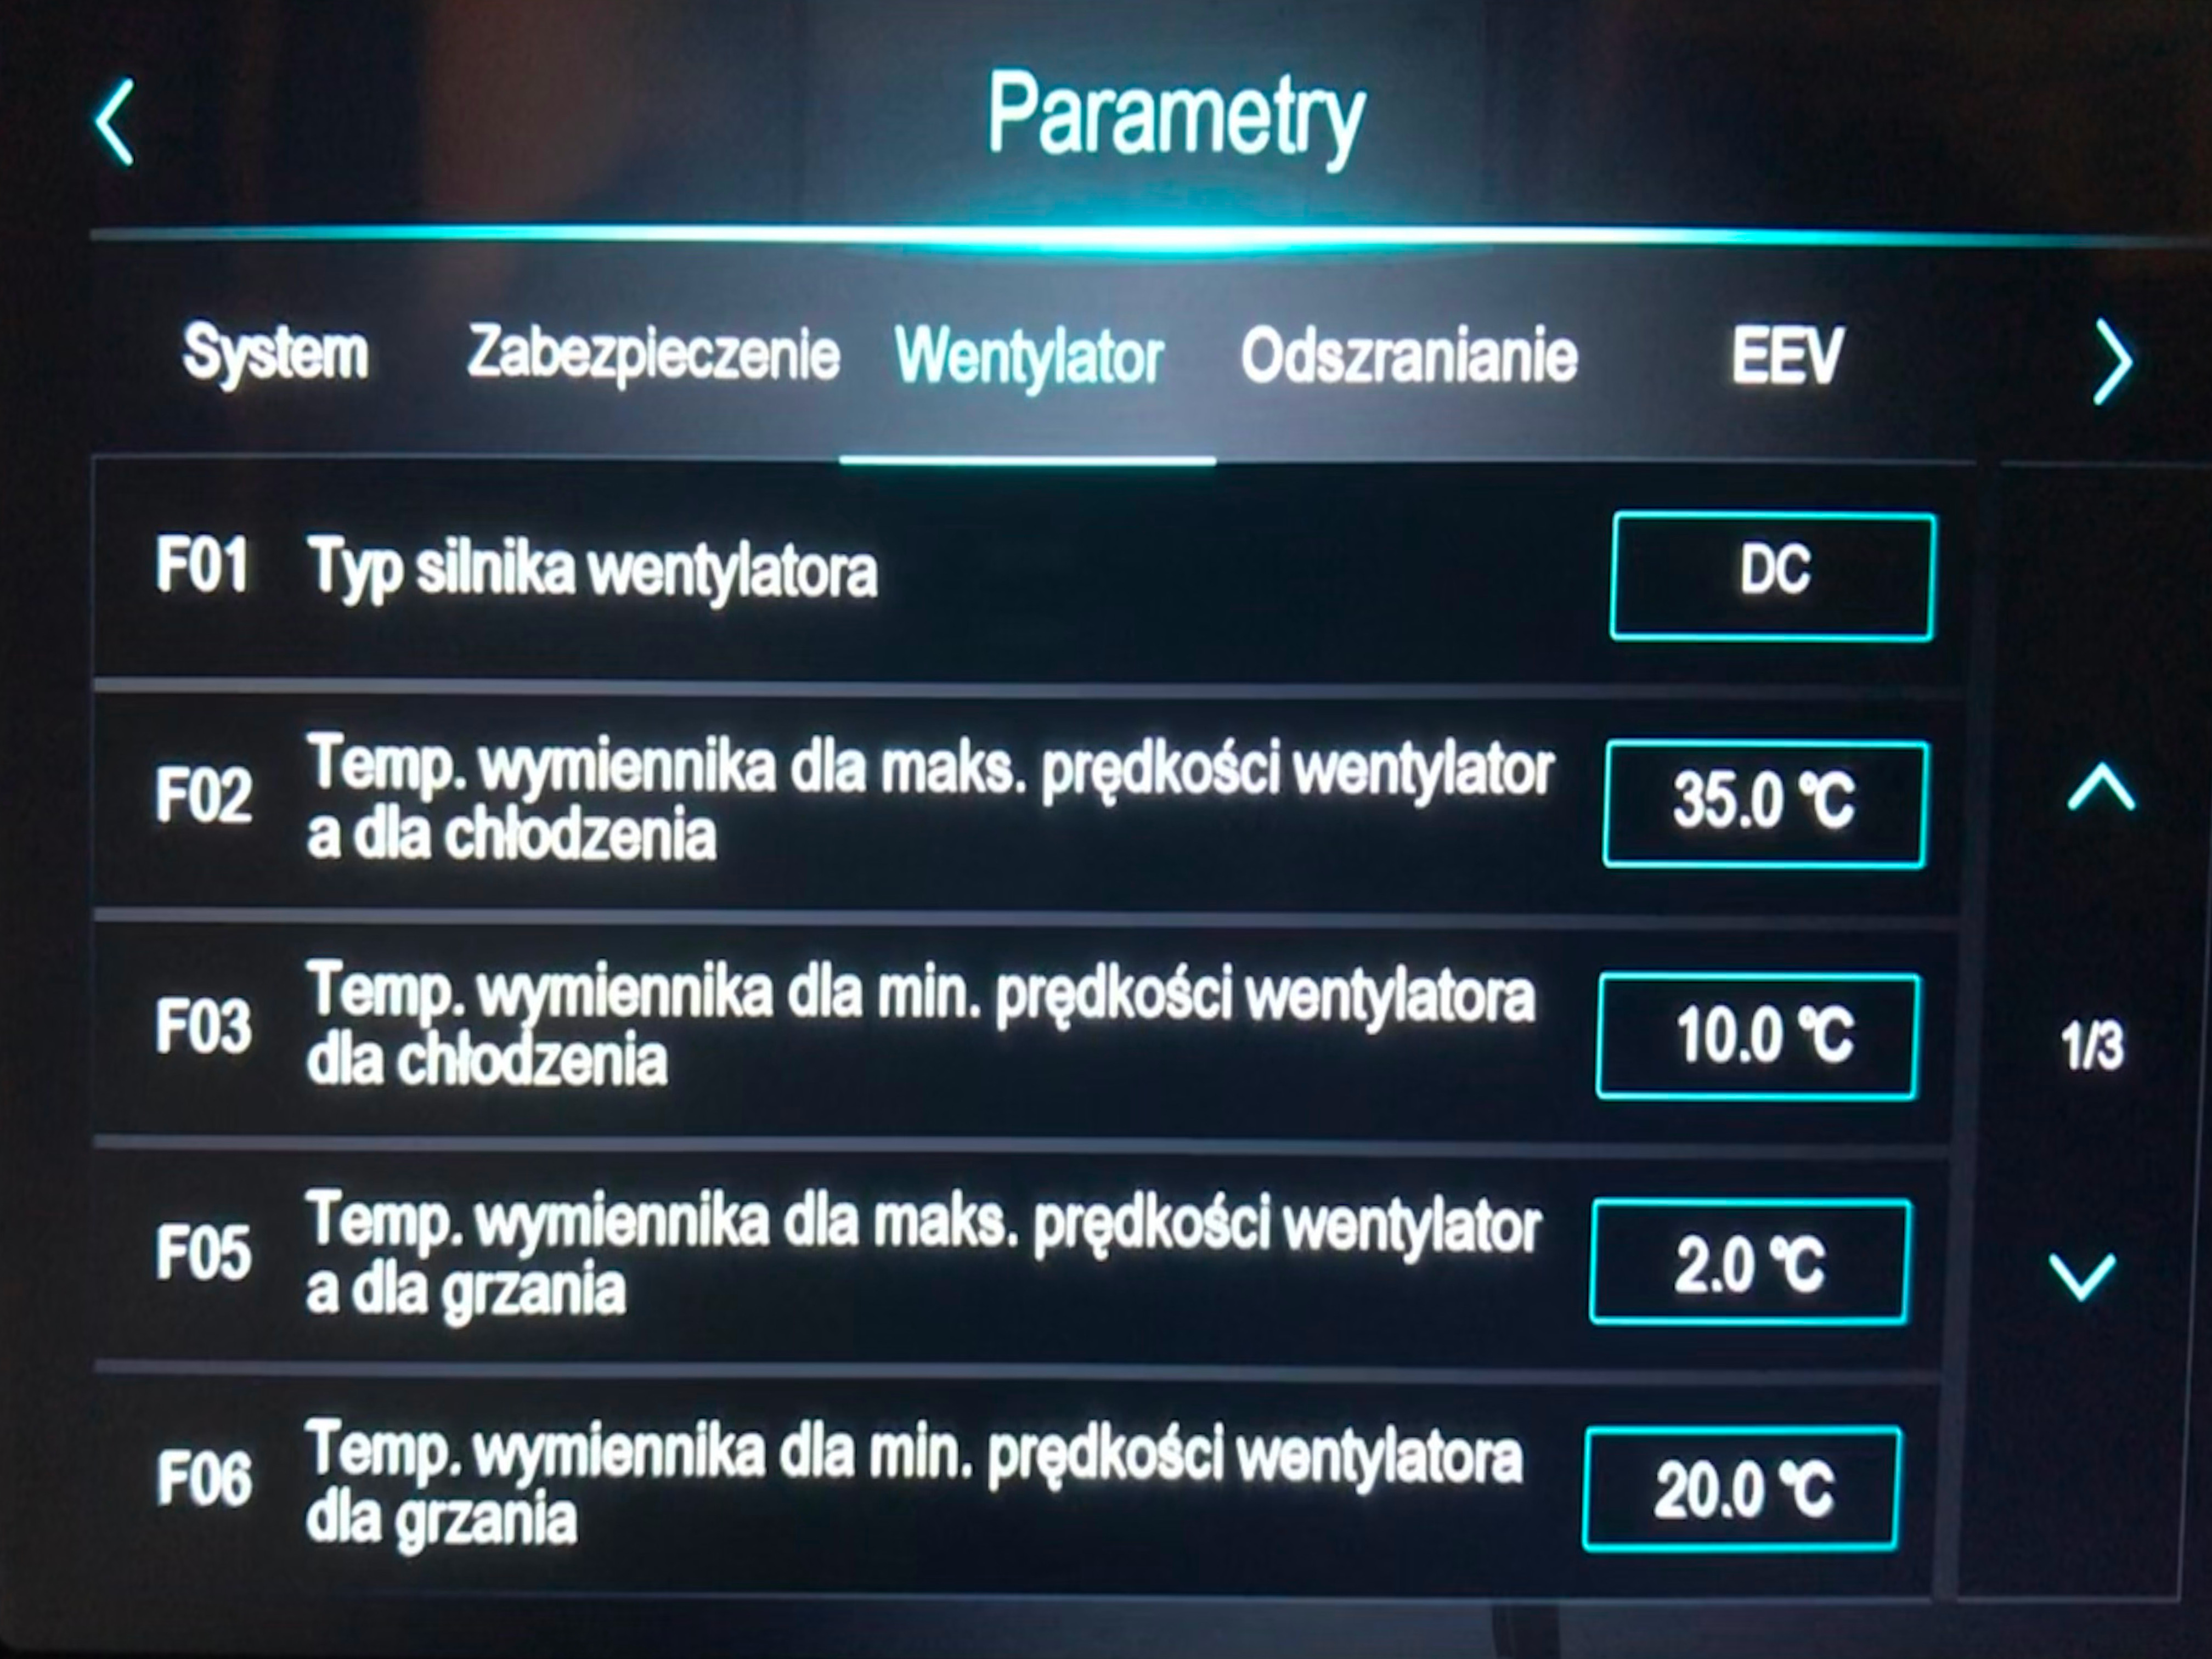 Parametry
System Zabezpieczenie Wentylator Odszranianie EEV
F01 Typ silnika wentylatora DC
F02 Temp. wymiennika dla maks. prędkości wentylator
a dla chłodzenia 35.0 ℃
F03 Temp. wymiennika dla min. prędkości wentylatora
dla chłodzenia 10.0 ℃
1/3
F05 Temp. wymiennika dla maks. prędkości wentylator
a dla grzania 2.0 ℃
F06 Temp. wymiennika dla min. prędkości wentylatora
dla grzania 20.0 ℃